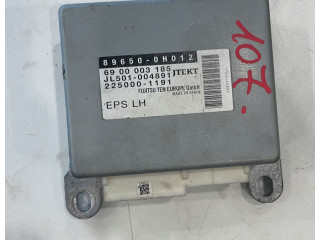 89650-0H012
69 00 003 185
JL501-004891 JTEKT
225000-1191
FUJITSU TEN EUROPE GmbH
MADE IN SPAIN
EPS LH
107.